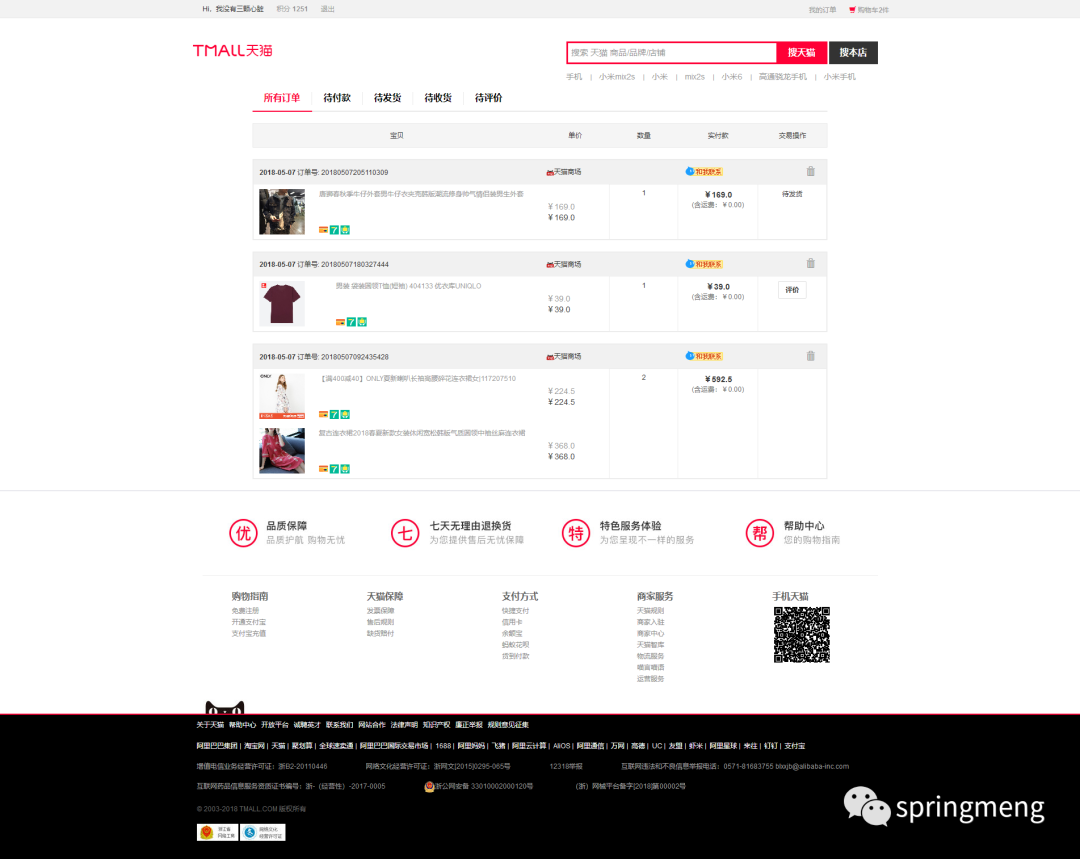 Hi, 我没有三颗心脏 积分 1251 退出 我的订单 购物车2件
TMALL天猫
搜索 天猫 商品/品牌/店铺 搜天猫 搜本店
手机 | 小米mix2s | 小米 | mix2s | 小米6 | 高通骁龙手机 | 小米手机
所有订单 待付款 待发货 待收货 待评价
宝贝 单价 数量 实付款 交易操作
2018-05-07 订单号: 20180507205110309 天猫商场 和我联系
唐狮春秋季牛仔外套男牛仔衣夹克韩版潮流修身帅气情侣装男生外套 1 ￥169.0 待发货
￥169.0 (含运费: ￥0.00)
￥169.0
7
2018-05-07 订单号: 20180507180327444 天猫商场 和我联系
男装 袋装圆领T恤(短袖) 404133 优衣库UNIQLO 1 ￥39.0 评价
￥39.0 (含运费: ￥0.00)
￥39.0
7
2018-05-07 订单号: 20180507092435428 天猫商场 和我联系
ONLY
【满400减40】ONLY夏新喇叭长袖高腰碎花连衣裙女|117207510 2 ￥592.5
￥224.5 (含运费: ￥0.00)
￥224.5
7
复古连衣裙2018春夏新款女装休闲宽松韩版气质圆领中袖丝麻连衣裙
￥368.0
￥368.0
7
优 品质保障 七 七天无理由退换货 特 特色服务体验 帮 帮助中心
品质护航 购物无忧 为您提供售后无忧保障 为您呈现不一样的服务 您的购物指南
购物指南 天猫保障 支付方式 商家服务 手机天猫
免费注册 发票保障 快捷支付 天猫规则
开通支付宝 售后规则 信用卡 商家入驻
支付宝充值 缺货赔付 余额宝 商家中心
蚂蚁花呗 天猫智库
货到付款 物流服务
喵言喵语
运营服务
关于天猫 帮助中心 开放平台 诚聘英才 联系我们 网站合作 法律声明 知识产权 廉正举报 规则意见征集
阿里巴巴集团 | 淘宝网 | 天猫 | 聚划算 | 全球速卖通 | 阿里巴巴国际交易市场 | 1688 | 阿里妈妈 | 飞猪 | 阿里云计算 | AliOS | 阿里通信 | 万网 | 高德 | UC | 友盟 | 虾米 | 阿里星球 | 来往 | 钉钉 | 支付宝
增值电信业务经营许可证：浙B2-20110446 网络文化经营许可证：浙网文[2015]0295-065号 12318举报 互联网违法和不良信息举报电话：0571-81683755 blxxjb@alibaba-inc.com
互联网药品信息服务资质证书编号：浙-（经营性）-2017-0005 浙公网安备 33010002000120号 （浙）网械平台备字[2018]第00002号
© 2003-2018 TMALL.COM 版权所有
springmeng